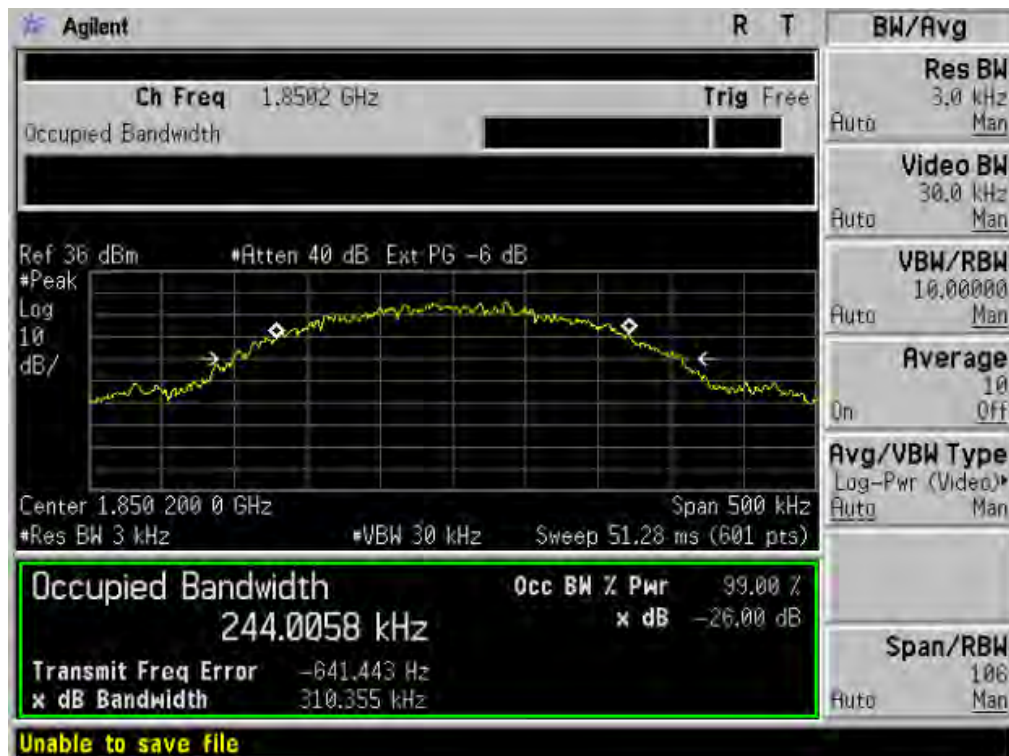 Agilent R T
BW/Avg
Ch Freq 1.8502 GHz Trig Free
Occupied Bandwidth
Ref 36 dBm #Atten 40 dB Ext PG -6 dB
#Peak
Log
10
dB/
Center 1.850 200 0 GHz Span 500 kHz
#Res BW 3 kHz #VBW 30 kHz Sweep 51.28 ms (601 pts)
Occupied Bandwidth
244.0058 kHz
Occ BW % Pwr 99.00 %
x dB -26.00 dB
Transmit Freq Error -641.443 Hz
x dB Bandwidth 310.355 kHz
Unable to save file
Res BW
3.0 kHz
Auto Man
Video BW
30.0 kHz
Auto Man
VBW/RBW
10.00000
Auto Man
Average
10
On Off
Avg/VBW Type
Log-Pwr (Video)
Auto Man
Span/RBW
106
Auto Man